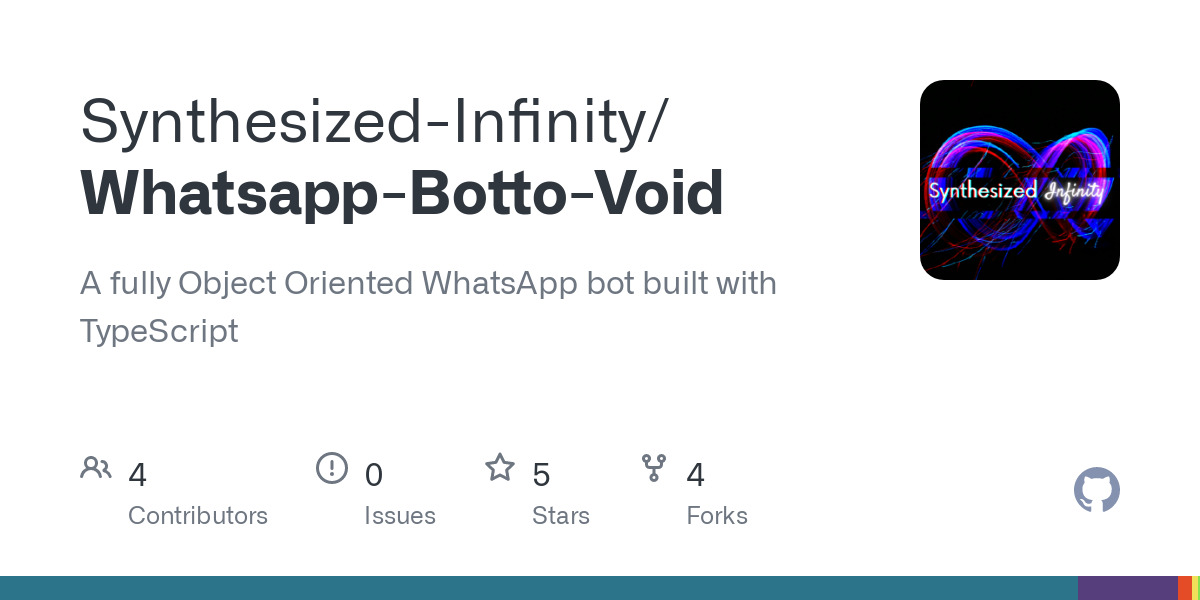 Synthesized-Infinity/
Whatsapp-Botto-Void
A fully Object Oriented WhatsApp bot built with
TypeScript
Synthesized Infinity
4
Contributors
0
Issues
5
Stars
4
Forks